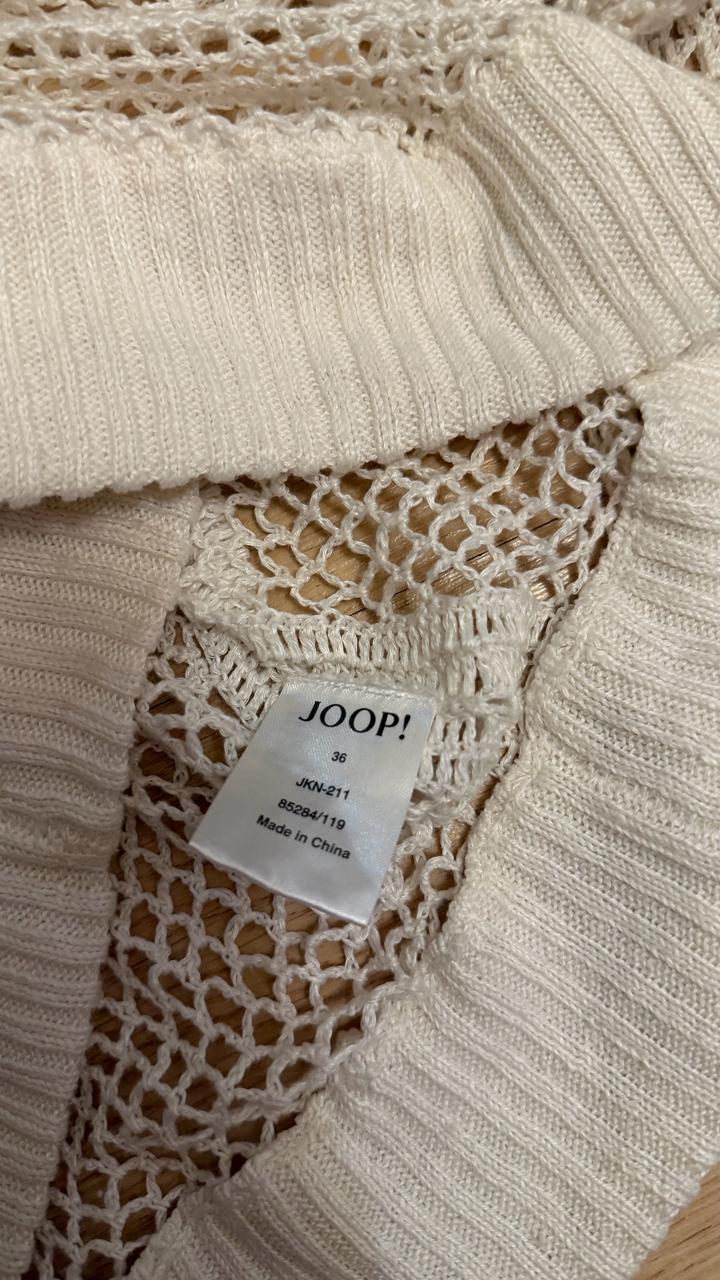 JOOP!
36
JKN-211
85284/119
Made in China